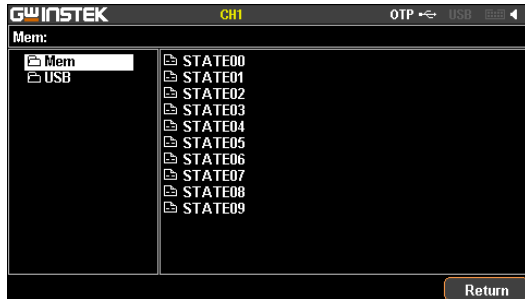 GWINSTEK CH1 OTP USB
Mem:
Mem
USB
STATE00
STATE01
STATE02
STATE03
STATE04
STATE05
STATE06
STATE07
STATE08
STATE09
Return